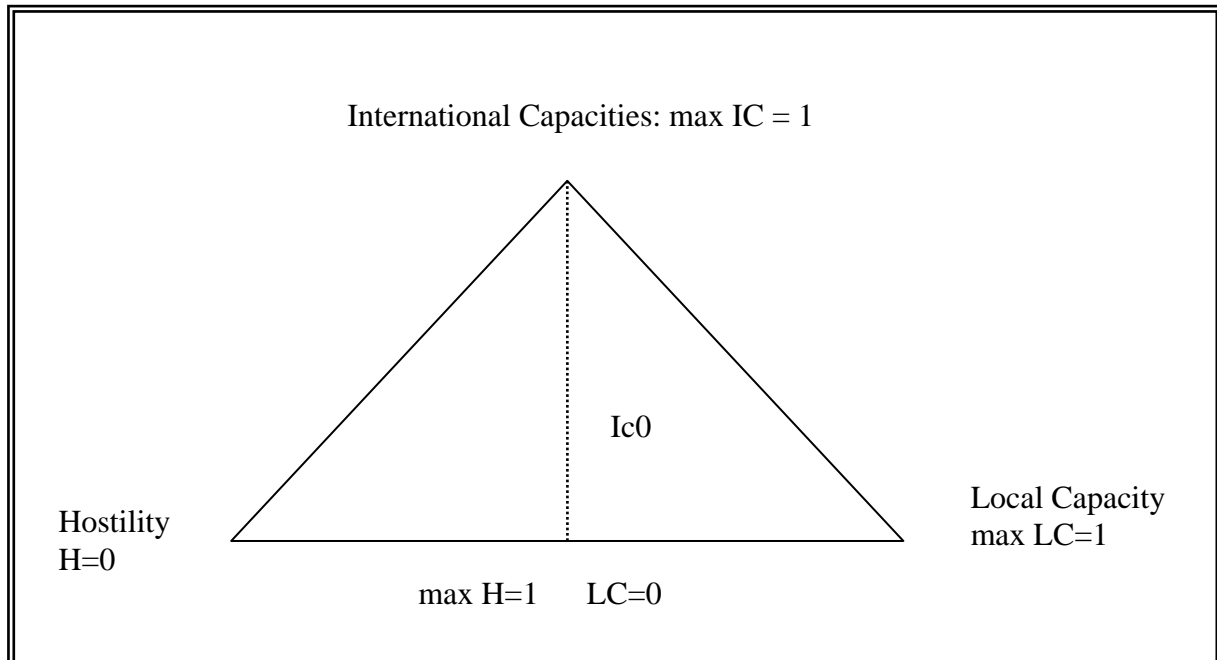 International Capacities: max IC = 1
Ic0
Hostility
H=0
Local Capacity
max LC=1
max H=1 LC=0